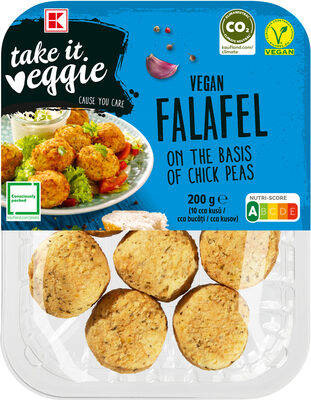 K
take it
veggie
CAUSE YOU CARE
CO₂
kaufland.com/
climate
VEGAN
VEGAN
FALAFEL
ON THE BASIS
OF CHICK PEAS
200 g e
(10 cca kusů /
cca bucăți / cca kusov)
Consciously
packed
NUTRI-SCORE
A B C D E